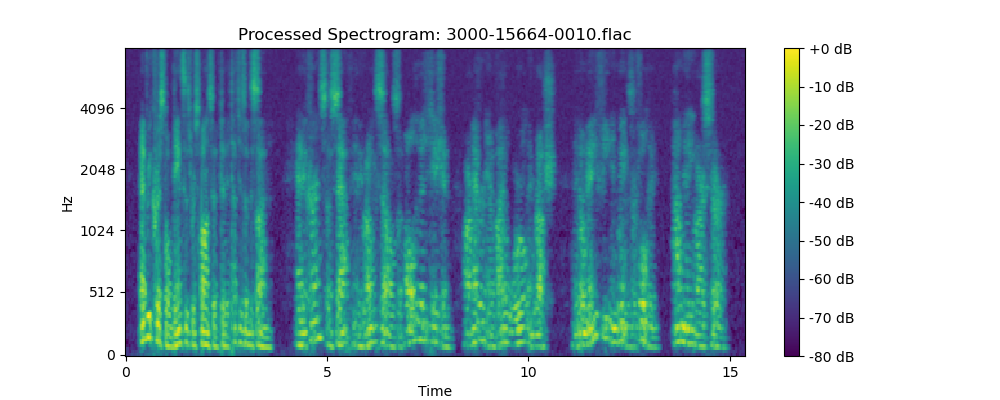 Processed Spectrogram: 3000-15664-0010.flac
Hz
4096
2048
1024
512
0
0
5
10
15
Time
+0 dB
-10 dB
-20 dB
-30 dB
-40 dB
-50 dB
-60 dB
-70 dB
-80 dB